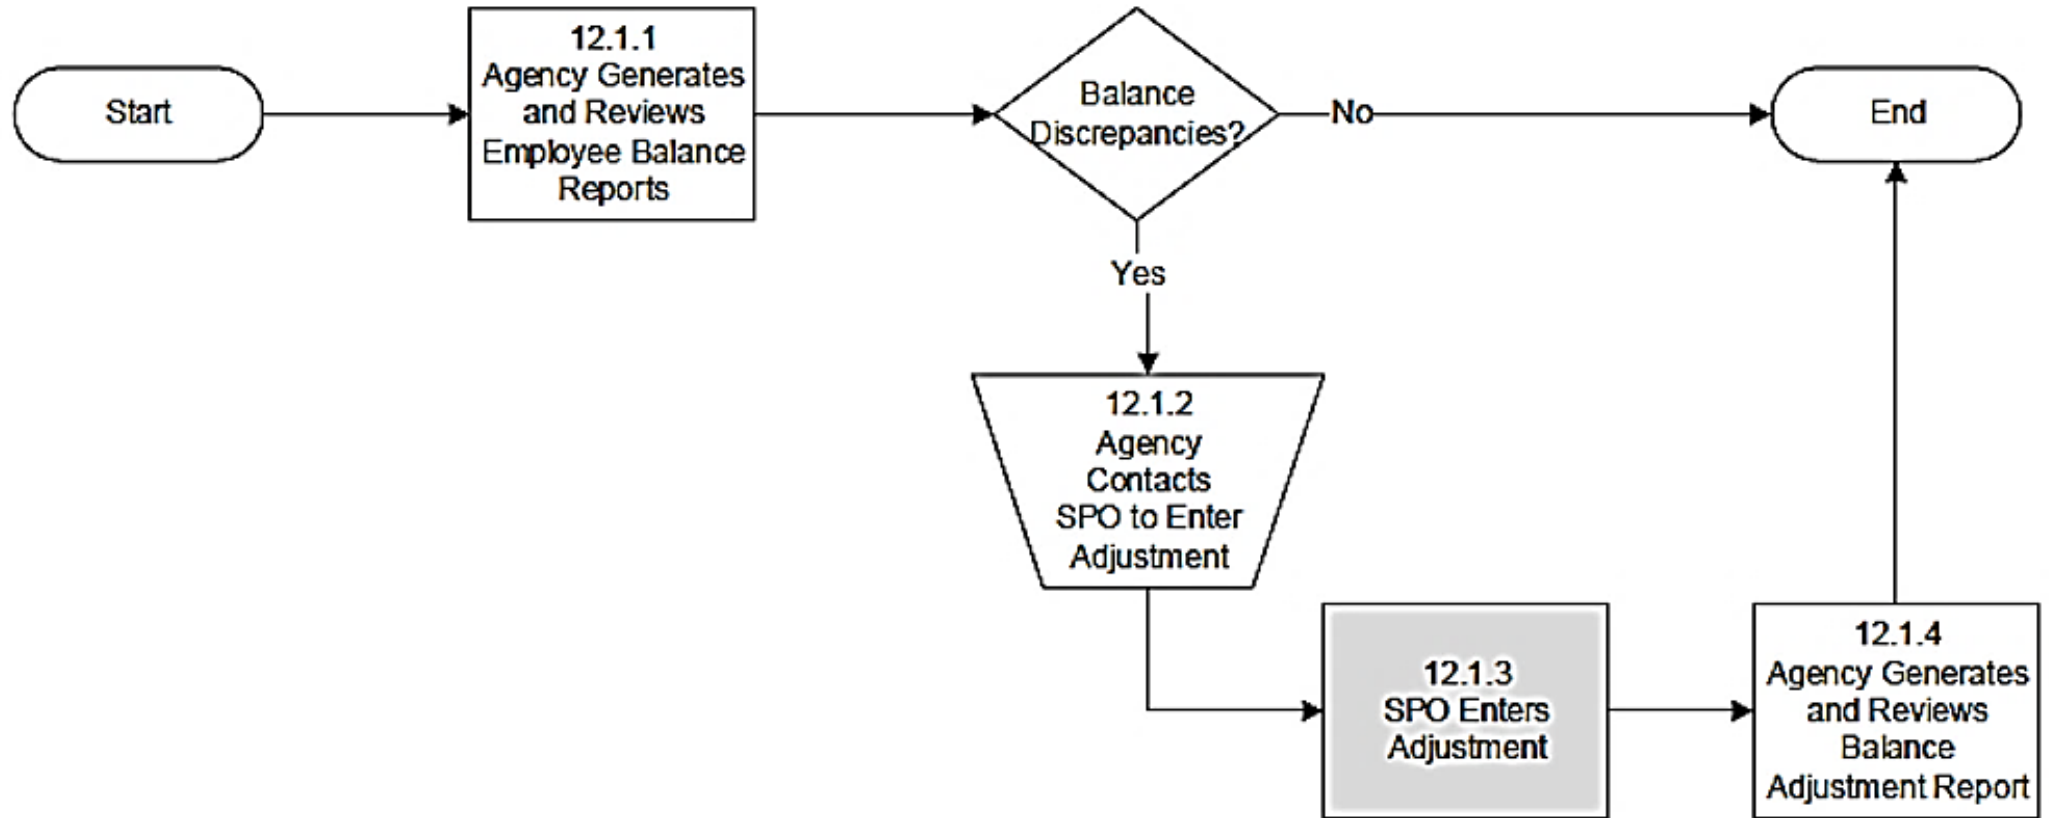 Start
12.1.1
Agency Generates
and Reviews
Employee Balance
Reports
Balance
Discrepancies?
No
End
Yes
12.1.2
Agency
Contacts
SPO to Enter
Adjustment
12.1.3
SPO Enters
Adjustment
12.1.4
Agency Generates
and Reviews
Balance
Adjustment Report